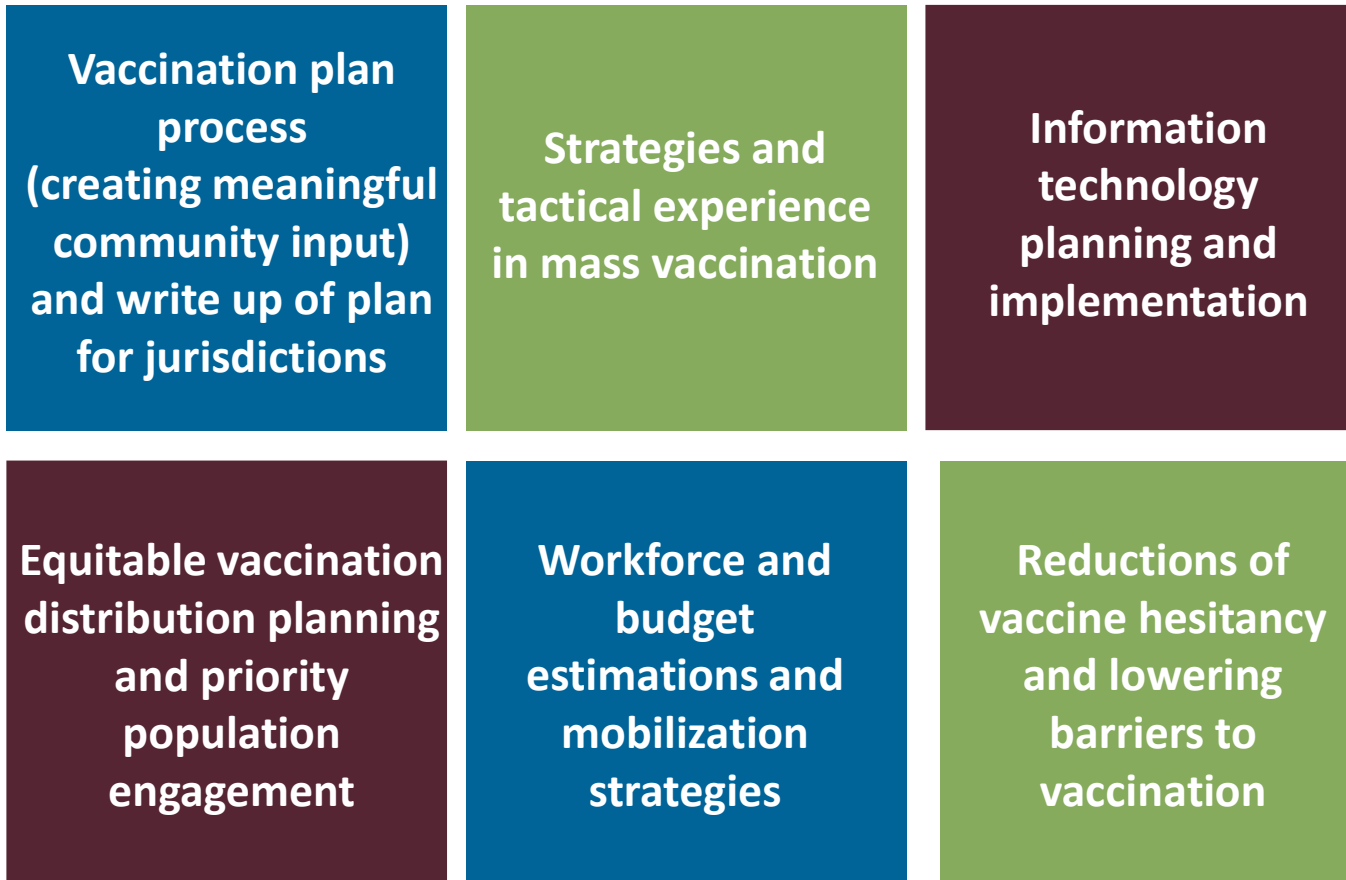 Vaccination plan
process
(creating meaningful
community input)
and write up of plan
for jurisdictions
Strategies and
tactical experience
in mass vaccination
Information
technology
planning and
implementation
Equitable vaccination
distribution planning
and priority
population
engagement
Workforce and
budget
estimations and
mobilization
strategies
Reductions of
vaccine hesitancy
and lowering
barriers to
vaccination